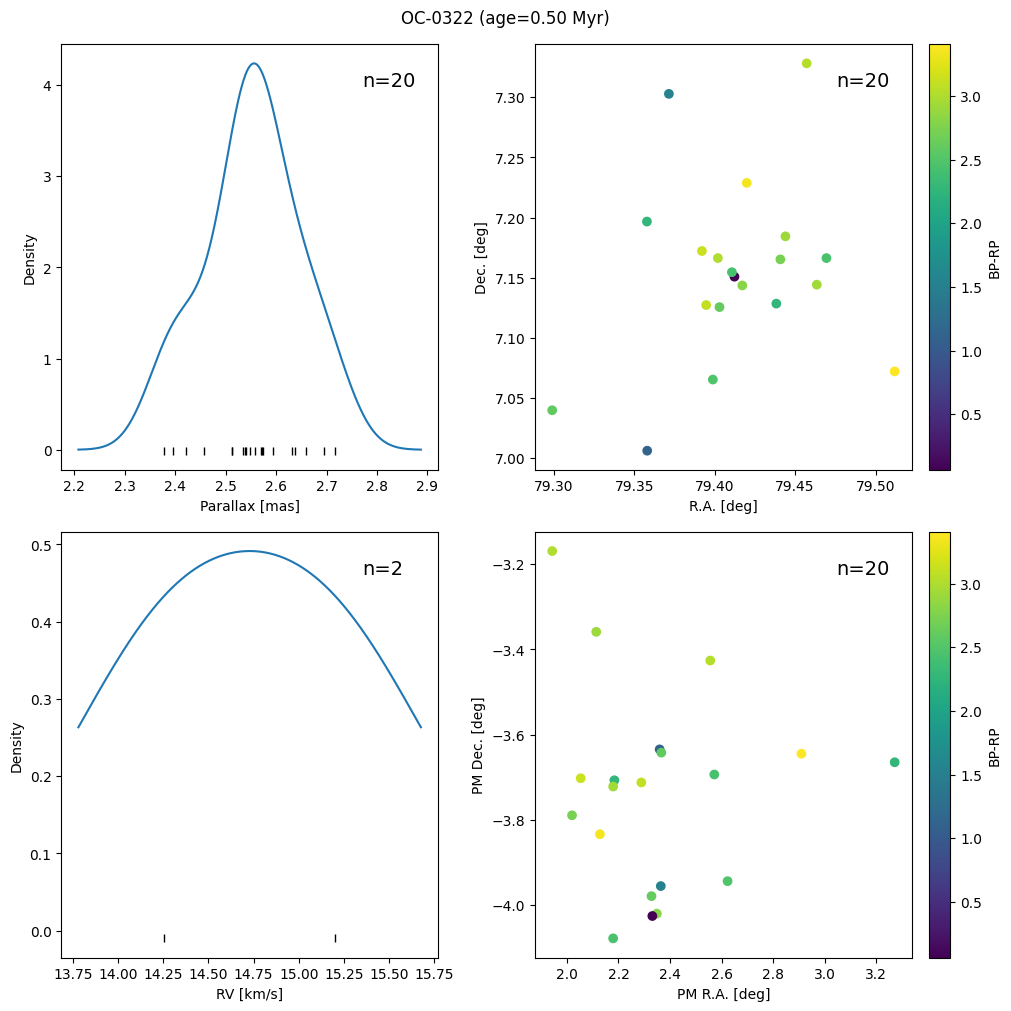 OC-0322 (age=0.50 Myr)
n=20
4
3
2
1
0
Density
2.2 2.3 2.4 2.5 2.6 2.7 2.8 2.9
Parallax [mas]
n=20
7.30
7.25
7.20
7.15
7.10
7.05
7.00
Dec. [deg]
79.30 79.35 79.40 79.45 79.50
R.A. [deg]
3.0
2.5
2.0
1.5
1.0
0.5
BP-RP
n=2
0.5
0.4
0.3
0.2
0.1
0.0
Density
13.75 14.00 14.25 14.50 14.75 15.00 15.25 15.50 15.75
RV [km/s]
n=20
−3.2
−3.4
−3.6
−3.8
−4.0
PM Dec. [deg]
2.0 2.2 2.4 2.6 2.8 3.0 3.2
PM R.A. [deg]
3.0
2.5
2.0
1.5
1.0
0.5
BP-RP